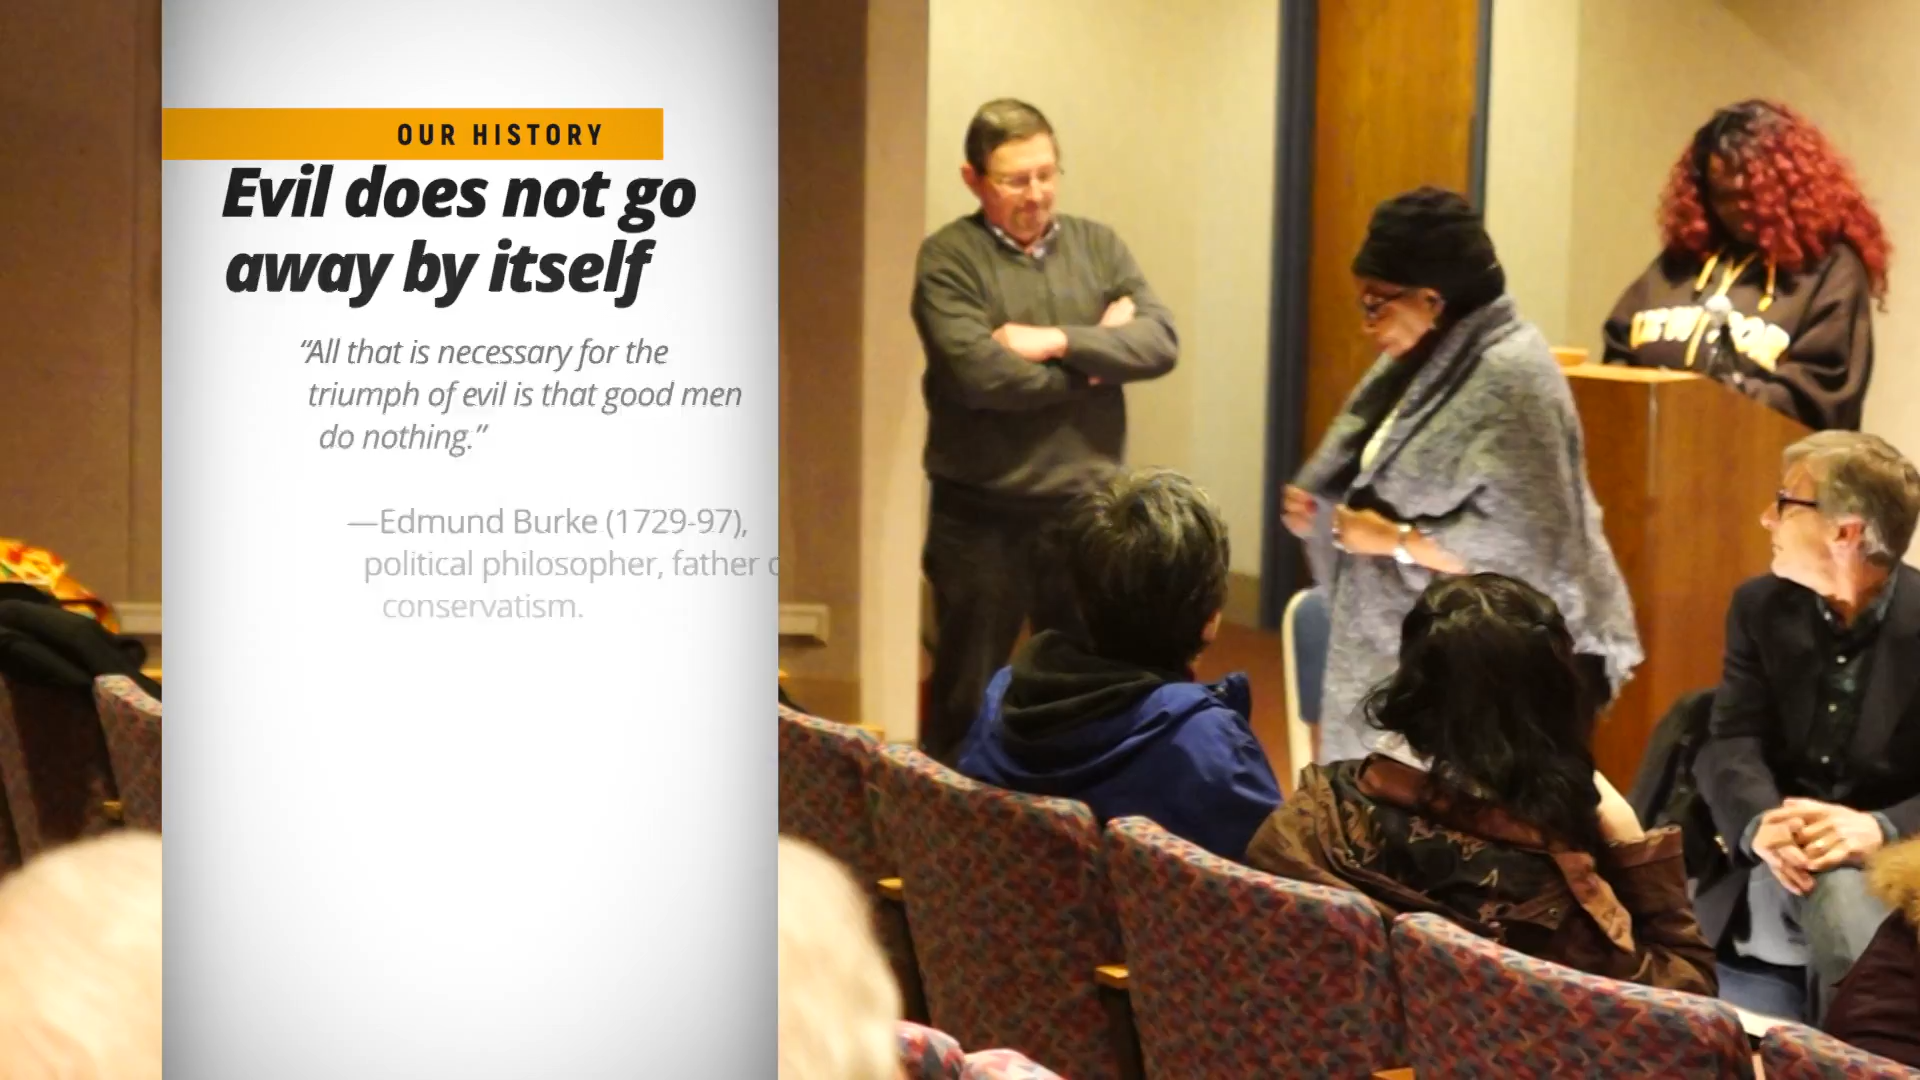 OUR HISTORY
Evil does not go
away by itself
“All that is necessary for the
triumph of evil is that good men
do nothing.”
—Edmund Burke (1729-97),
political philosopher, father
conservatism.